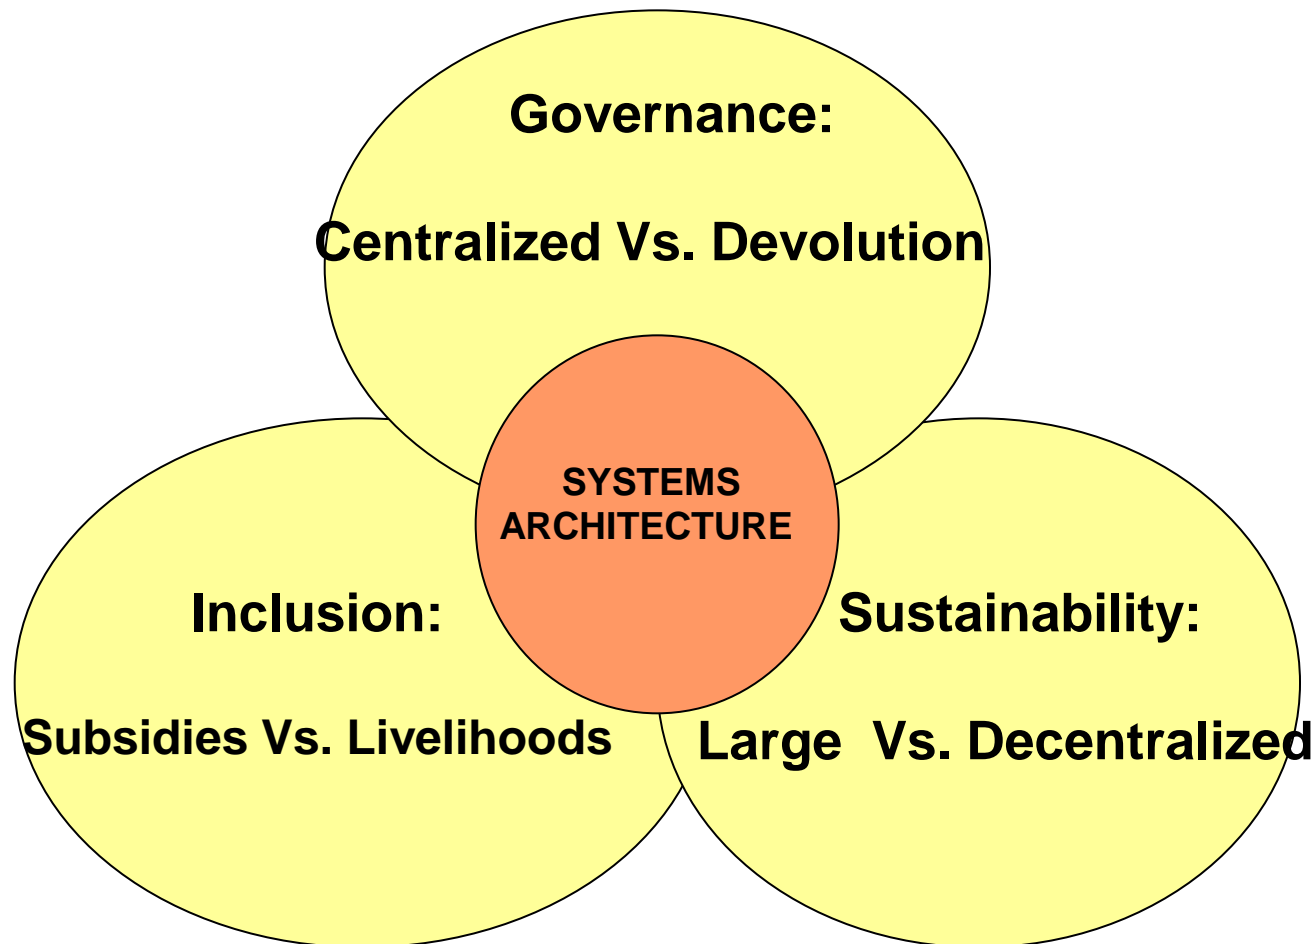 Governance:
Centralized Vs. Devolution
SYSTEMS
ARCHITECTURE
Inclusion:
Subsidies Vs. Livelihoods
Sustainability:
Large  Vs. Decentralized